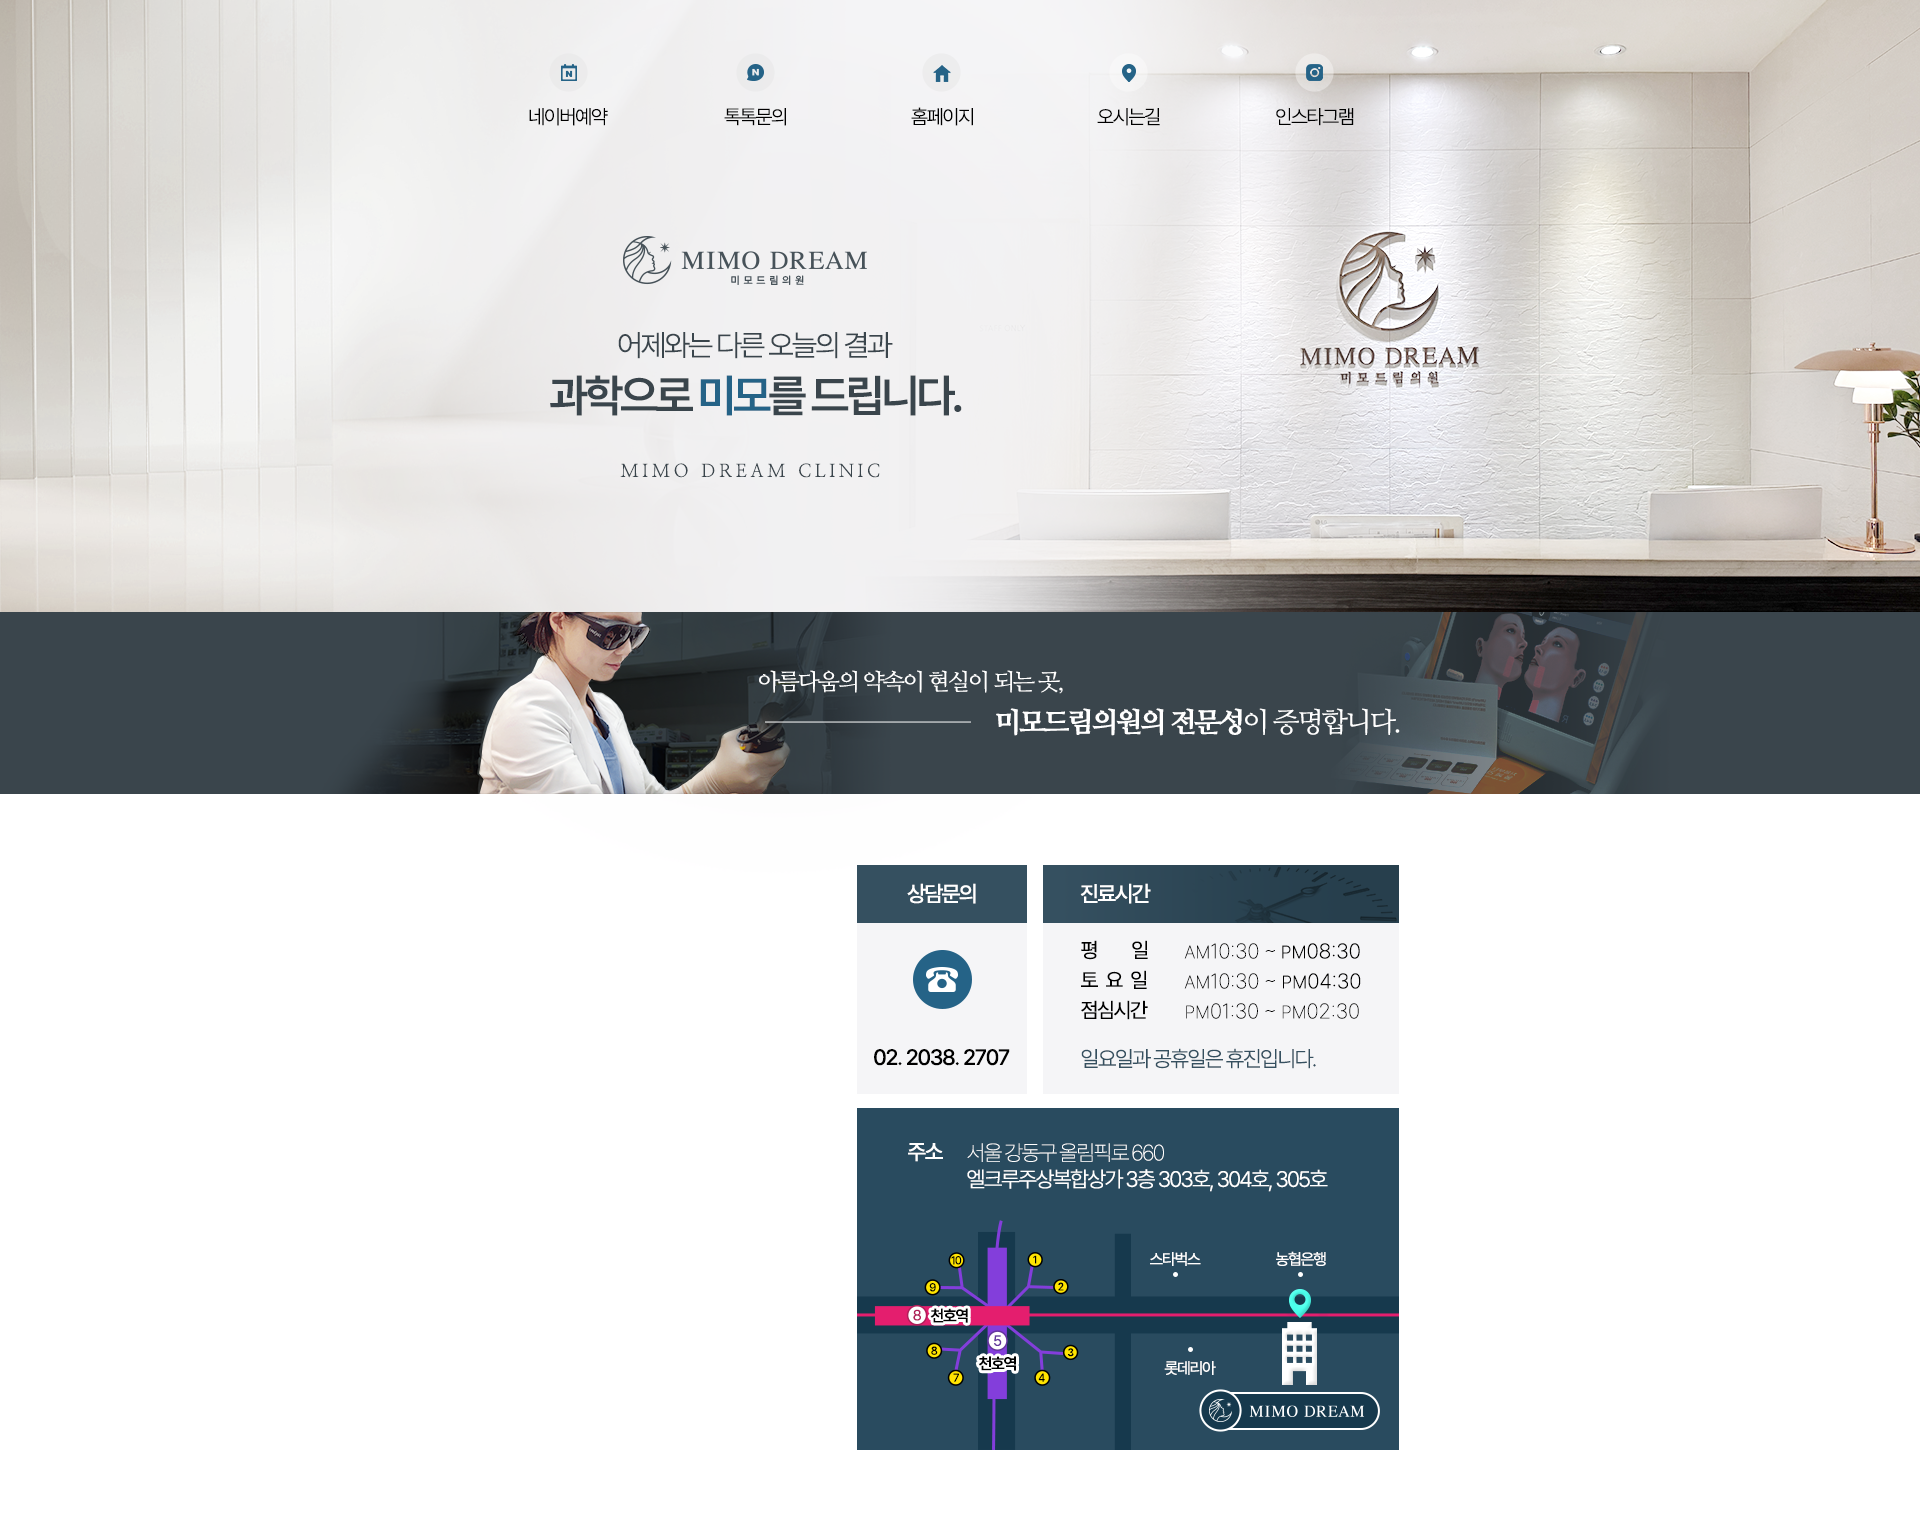 네이버예약
톡톡문의
홈페이지
오시는길
인스타그램
MIMO DREAM
미모드림의원
어제와는 다른 오늘의 결과
과학으로 미모를 드립니다.
MIMO DREAM CLINIC
MIMO DREAM
미모드림의원
아름다움의 약속이 현실이 되는 곳,
미모드림의원의 전문성이 증명합니다.
상담문의
02. 2038. 2707
진료시간
평 일 AM10:30 ~ PM08:30
토 요 일 AM10:30 ~ PM04:30
점심시간 PM01:30 ~ PM02:30
일요일과 공휴일은 휴진입니다.
주소 서울 강동구 올림픽로 660
엘크루주상복합상가 3층 303호, 304호, 305호
10
1
9
2
스타벅스
농협은행
8 천호역
5
천호역
8
3
7
4
롯데리아
MIMO DREAM